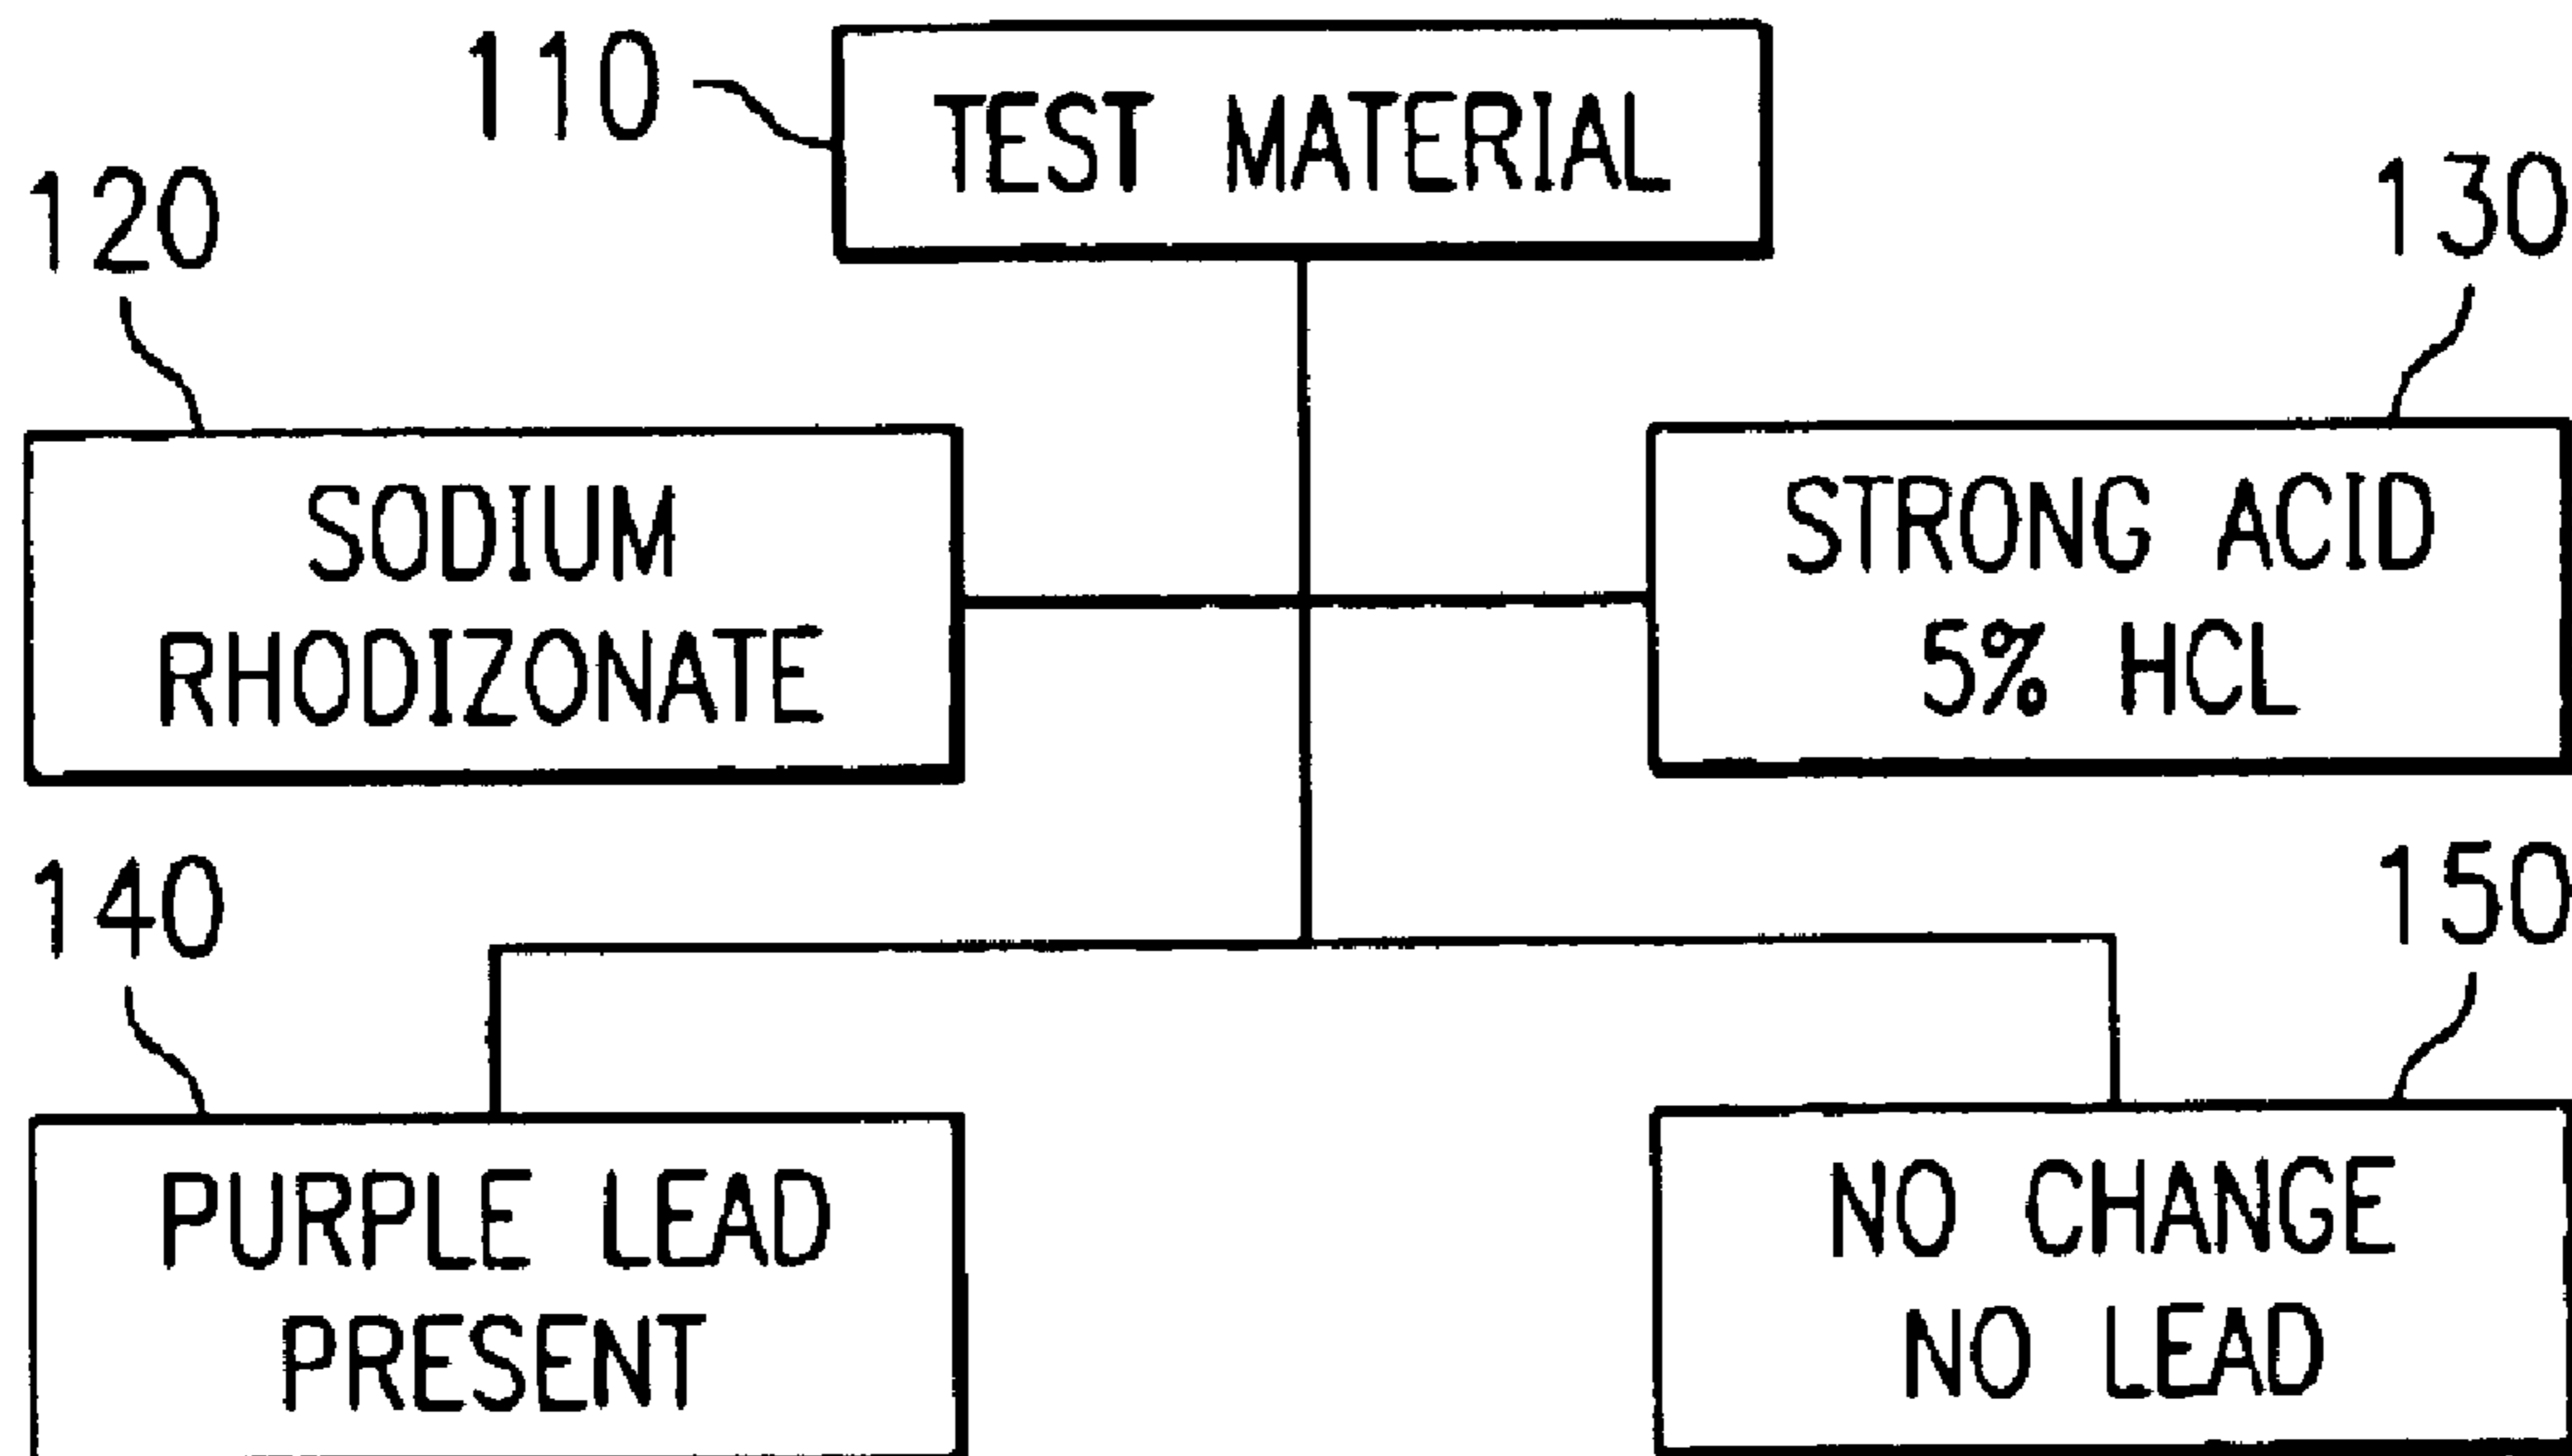 110
TEST MATERIAL
120
130
SODIUM
RHODIZONATE
STRONG ACID
5% HCL
140
150
PURPLE LEAD
PRESENT
NO CHANGE
NO LEAD